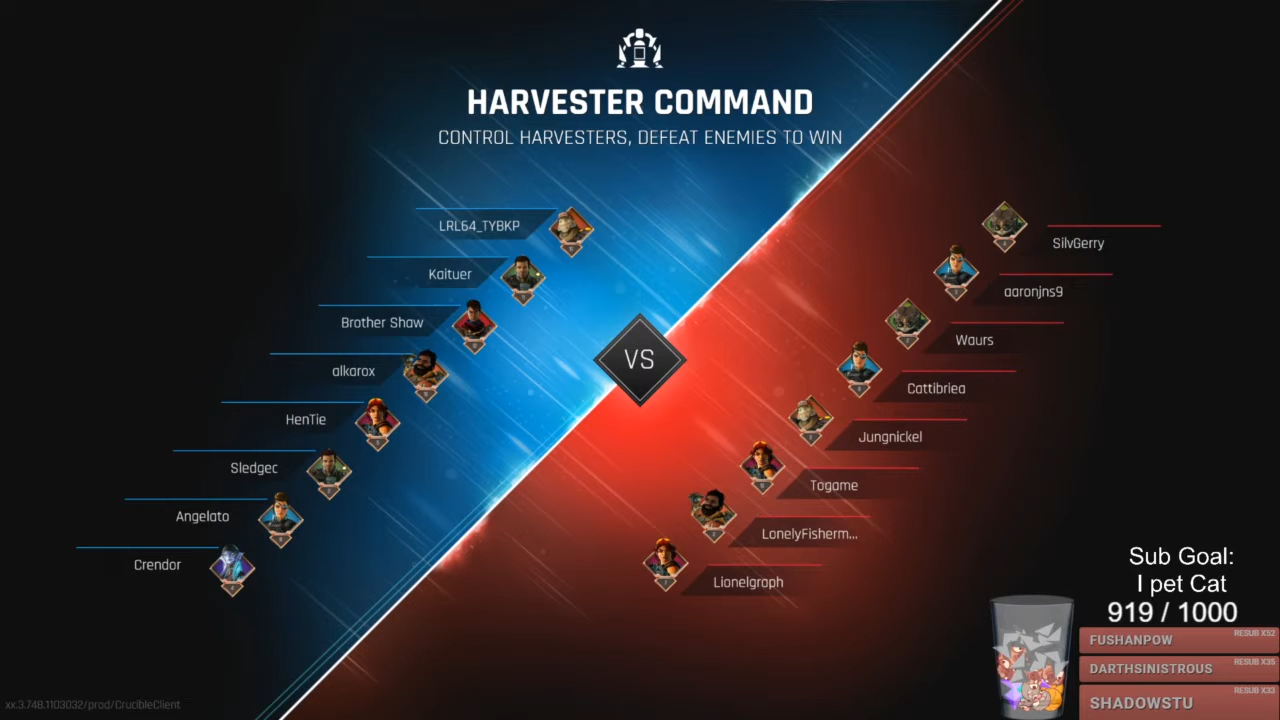 HARVESTER COMMAND
CONTROL HARVESTERS, DEFEAT ENEMIES TO WIN
LRL64_TYBKP
Kaituer
Brother Shaw
alkarox
HenTie
Sledgec
Angelato
Crendor
VS
SilvGerry
aaronjns9
Waurs
Cattibriea
Jungnickel
Togame
LonelyFisherm...
Lionelgraph
Sub Goal:
I pet Cat
919 / 1000
FUSHANPOW RESUB X52
DARTHSINISTROUS RESUB X35
SHADOWSTU RESUB X33
xx.3.748.1103032/prod/CrucibleClient